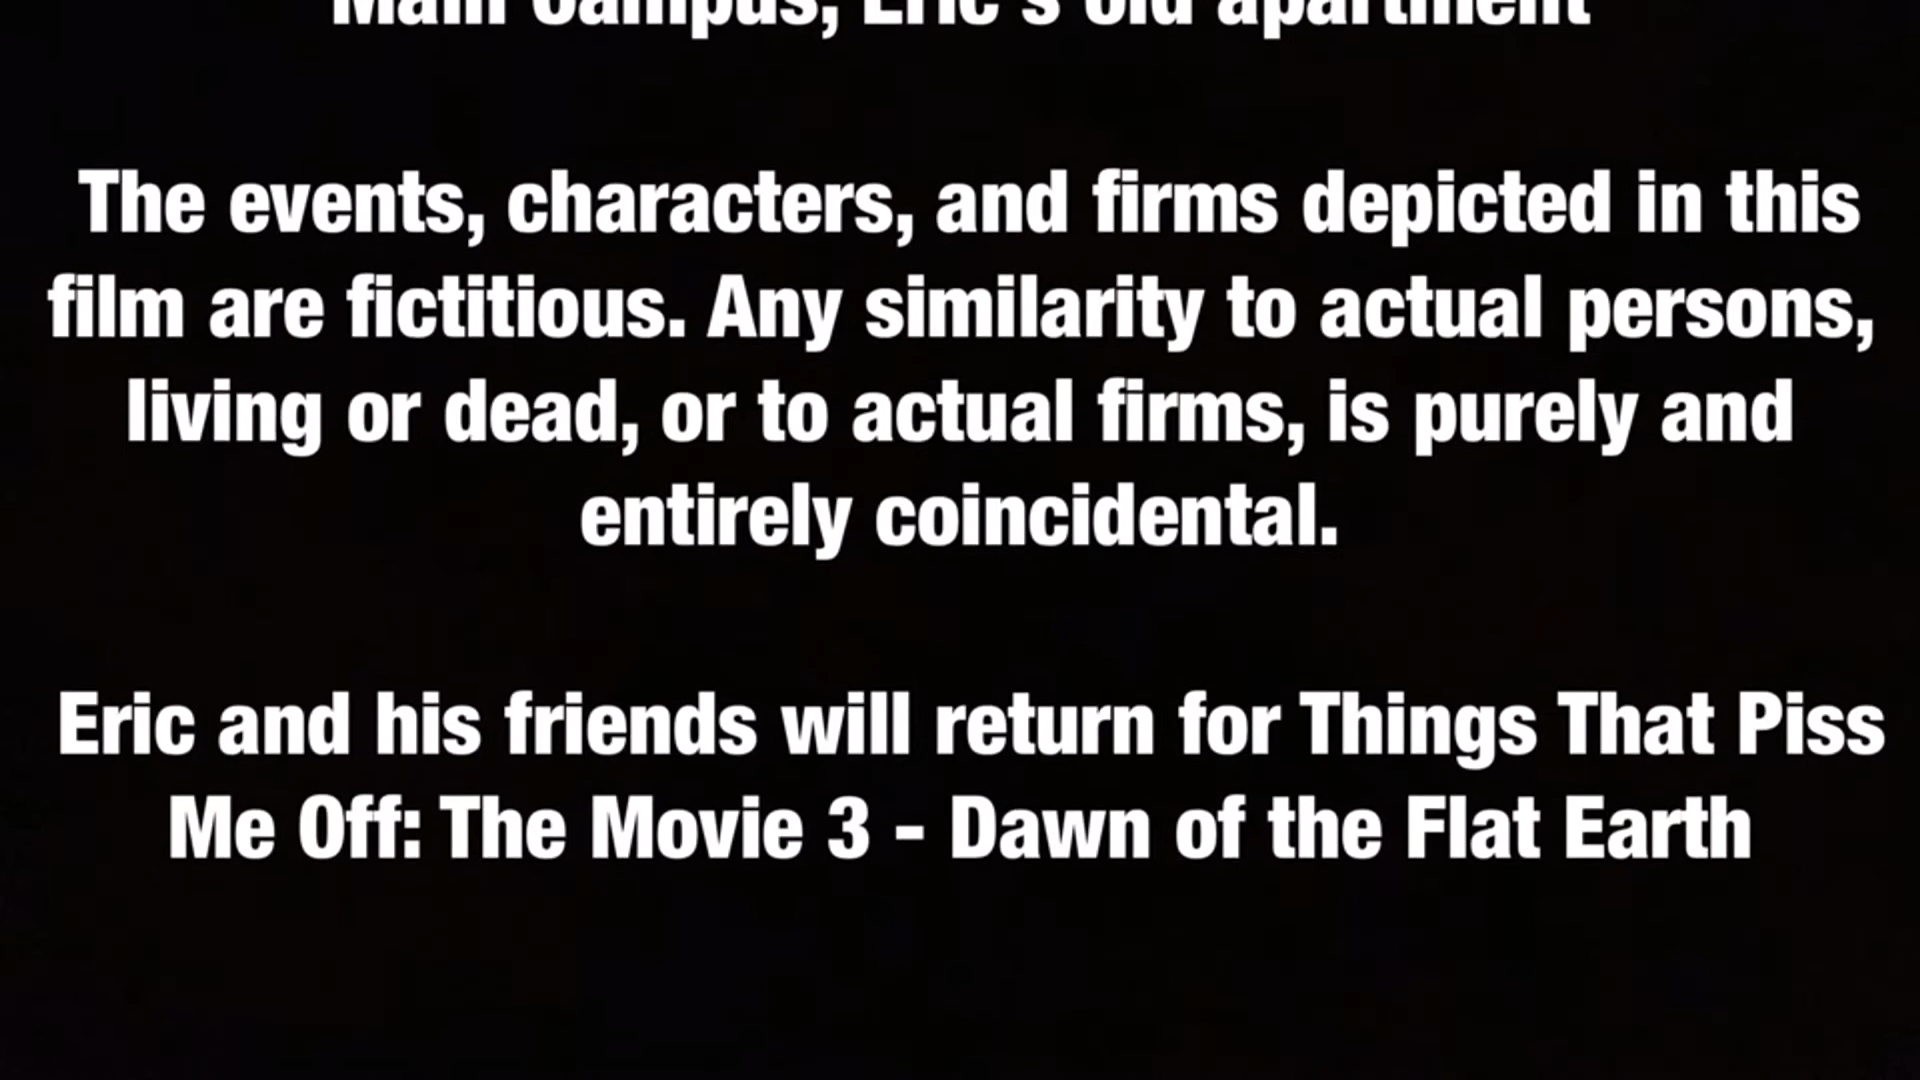 Main Campus, Eric's old apartment
The events, characters, and firms depicted in this
film are fictitious. Any similarity to actual persons,
living or dead, or to actual firms, is purely and
entirely coincidental.
Eric and his friends will return for Things That Piss
Me Off: The Movie 3 - Dawn of the Flat Earth